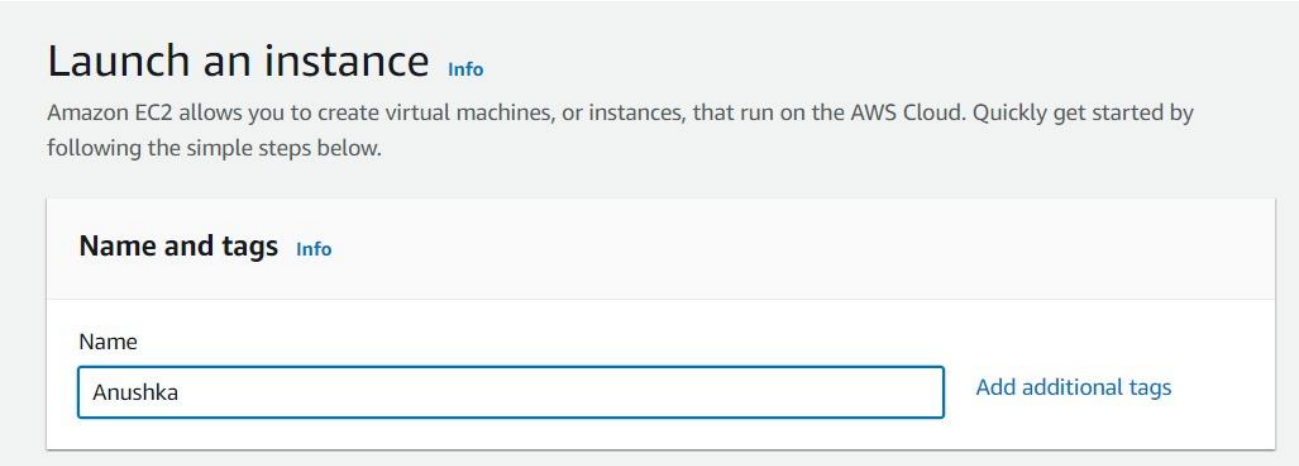 Launch an instance Info
Amazon EC2 allows you to create virtual machines, or instances, that run on the AWS Cloud. Quickly get started by
following the simple steps below.
Name and tags Info
Name
Anushka Add additional tags